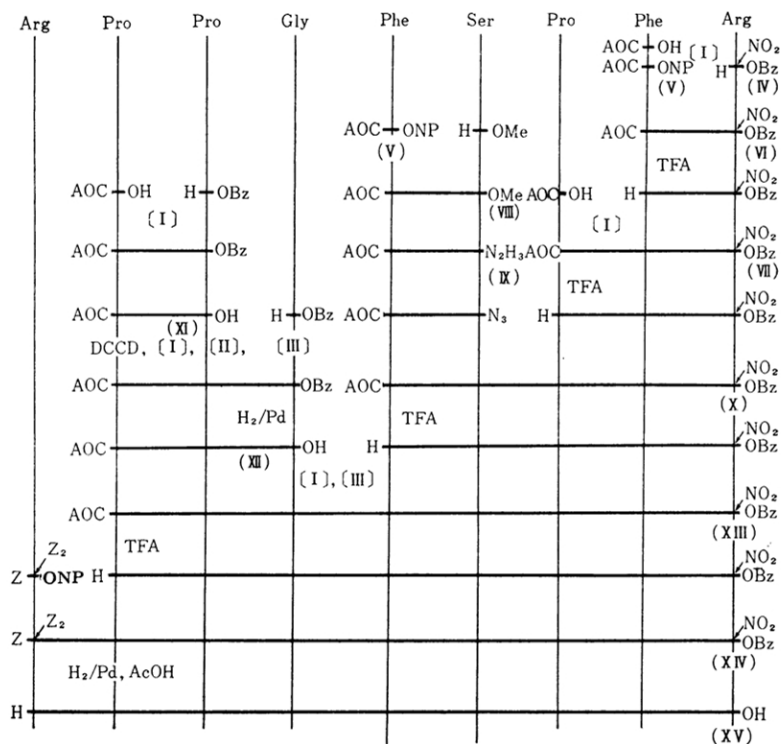 Arg Pro Pro Gly Phe Ser Pro Phe Arg
AOC OH [I] NO₂
AOC ONP H OBz
(V) (IV)
NO₂
AOC ONP H OMe AOC OBz
(V) (VI)
TFA
NO₂
AOC OH H OBz AOC OMe AOC OH H OBz
[I] (VIII) [I]
NO₂
AOC OBz AOC N₂H₃ AOC OBz
(IX) (VII)
TFA
NO₂
AOC OH H OBz AOC N₃ H OBz
(XI)
DCCD, [I], [II], [III]
NO₂
AOC OBz AOC OBz
(X)
H₂/Pd TFA
NO₂
AOC OH H OBz
(XII)
[I], [III]
NO₂
AOC OBz
(XIII)
TFA
Z₂ NO₂
Z ONP H OBz
Z₂ NO₂
Z OBz
(XIV)
H₂/Pd, AcOH
H OH
(XV)